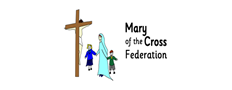 Mary
of the Cross
Federation